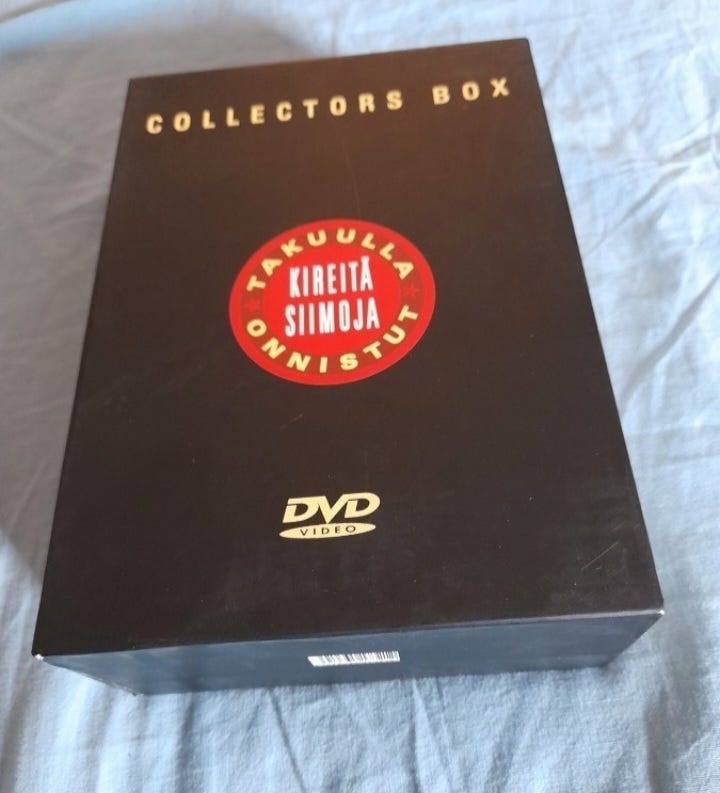 COLLECTORS BOX
TAKUULLA
KIREITÄ
SIIMOJA
ONNISTUT
DVD
VIDEO